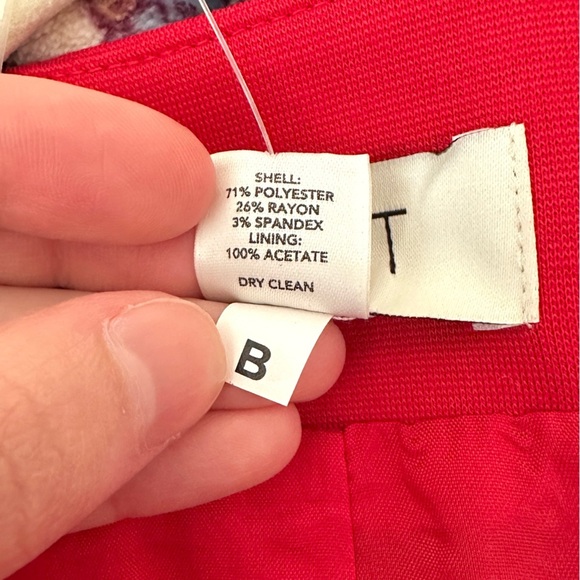 SHELL:
71% POLYESTER
26% RAYON
3% SPANDEX
LINING:
100% ACETATE
DRY CLEAN
T
B